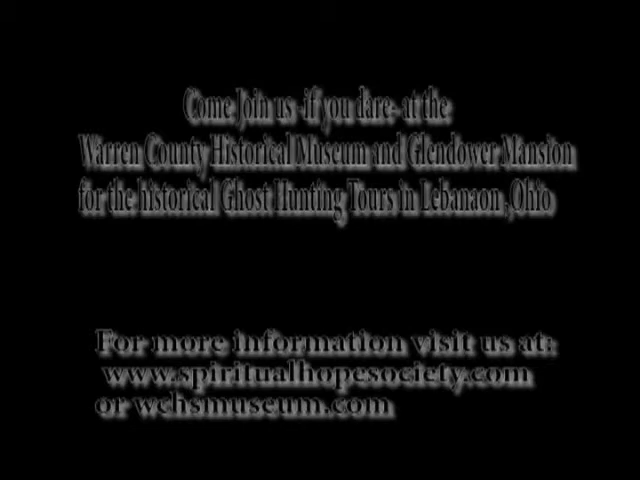 Come Join us -if you dare- at the
Warren County Historical Museum and Glendower Mansion
for the historical Ghost Hunting Tours in Lebanaon ,Ohio
For more information visit us at:
www.spiritualhopesociety.com
or wchsmuseum.com